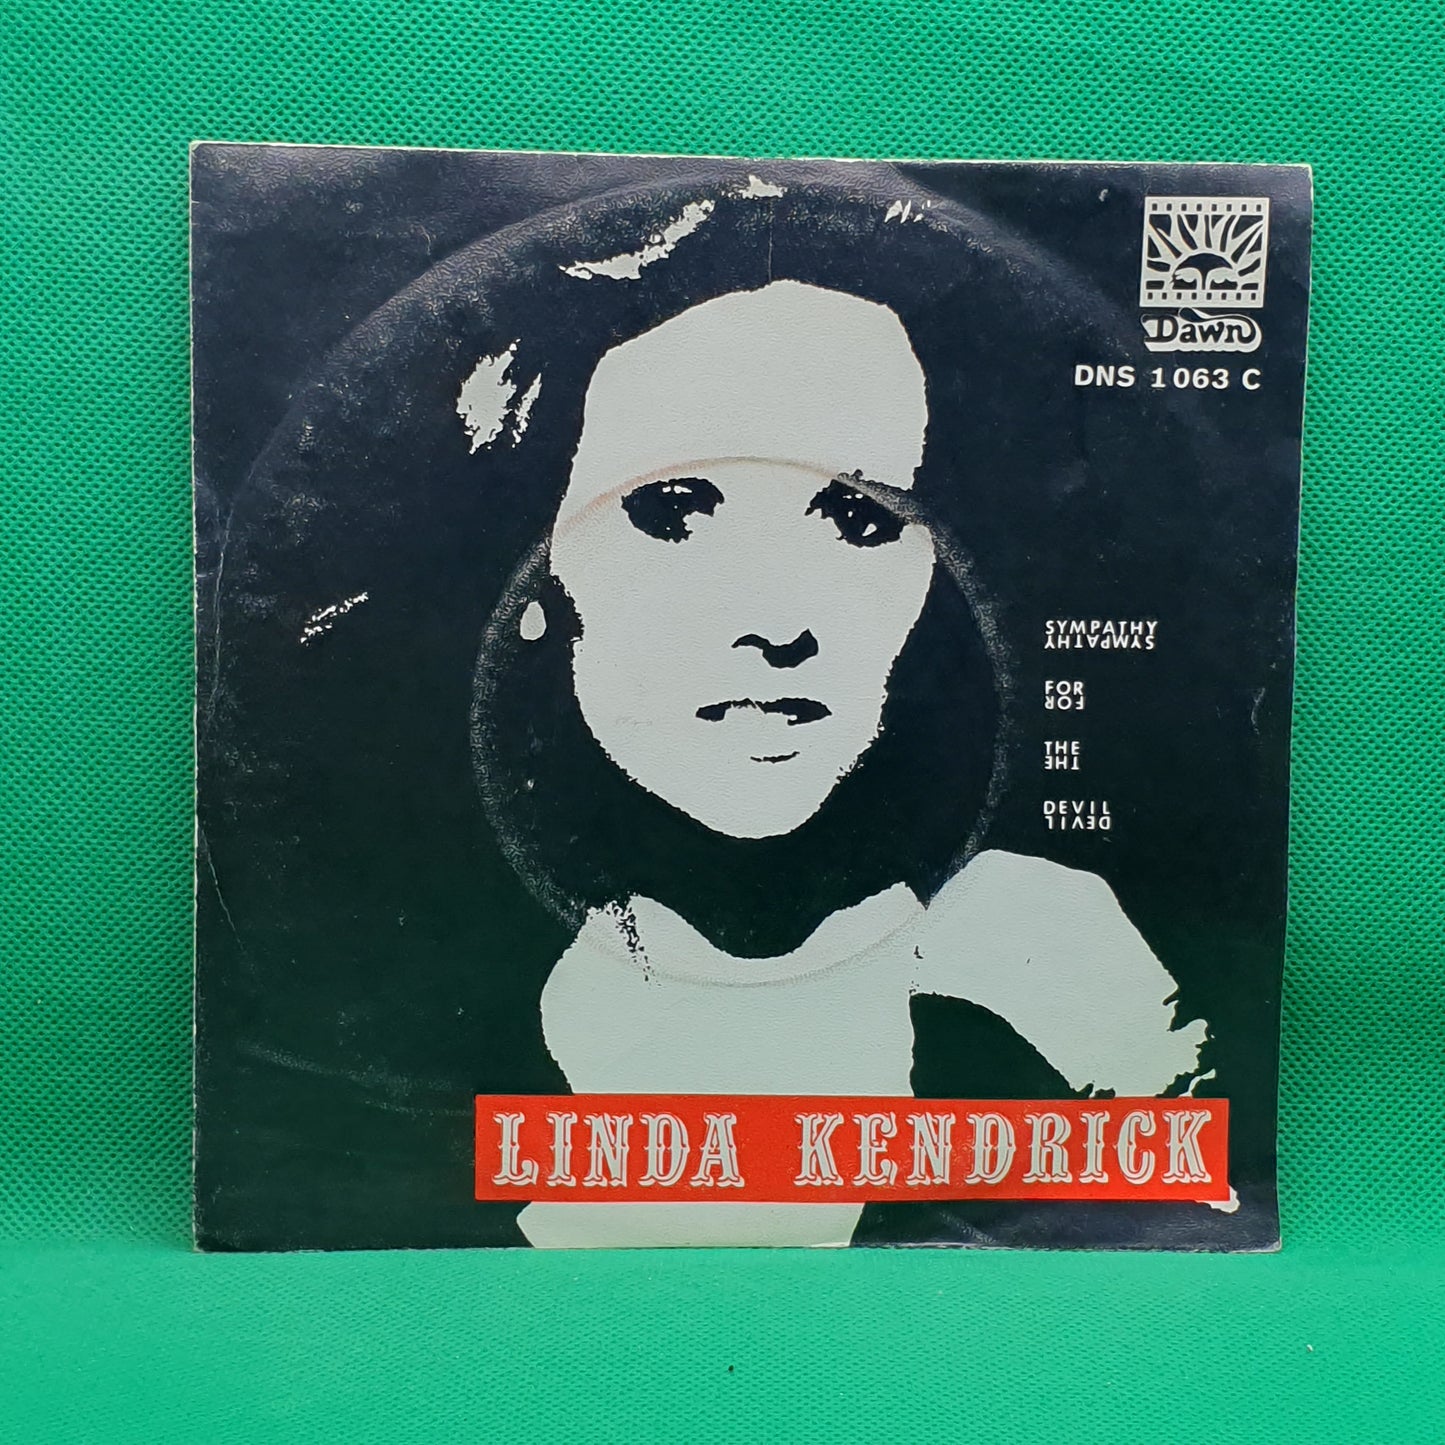 Dawn
DNS 1063 C
SYMPATHY
SYMPATHY
FOR
FOR
THE
THE
DEVIL
DEVIL
LINDA KENDRICK